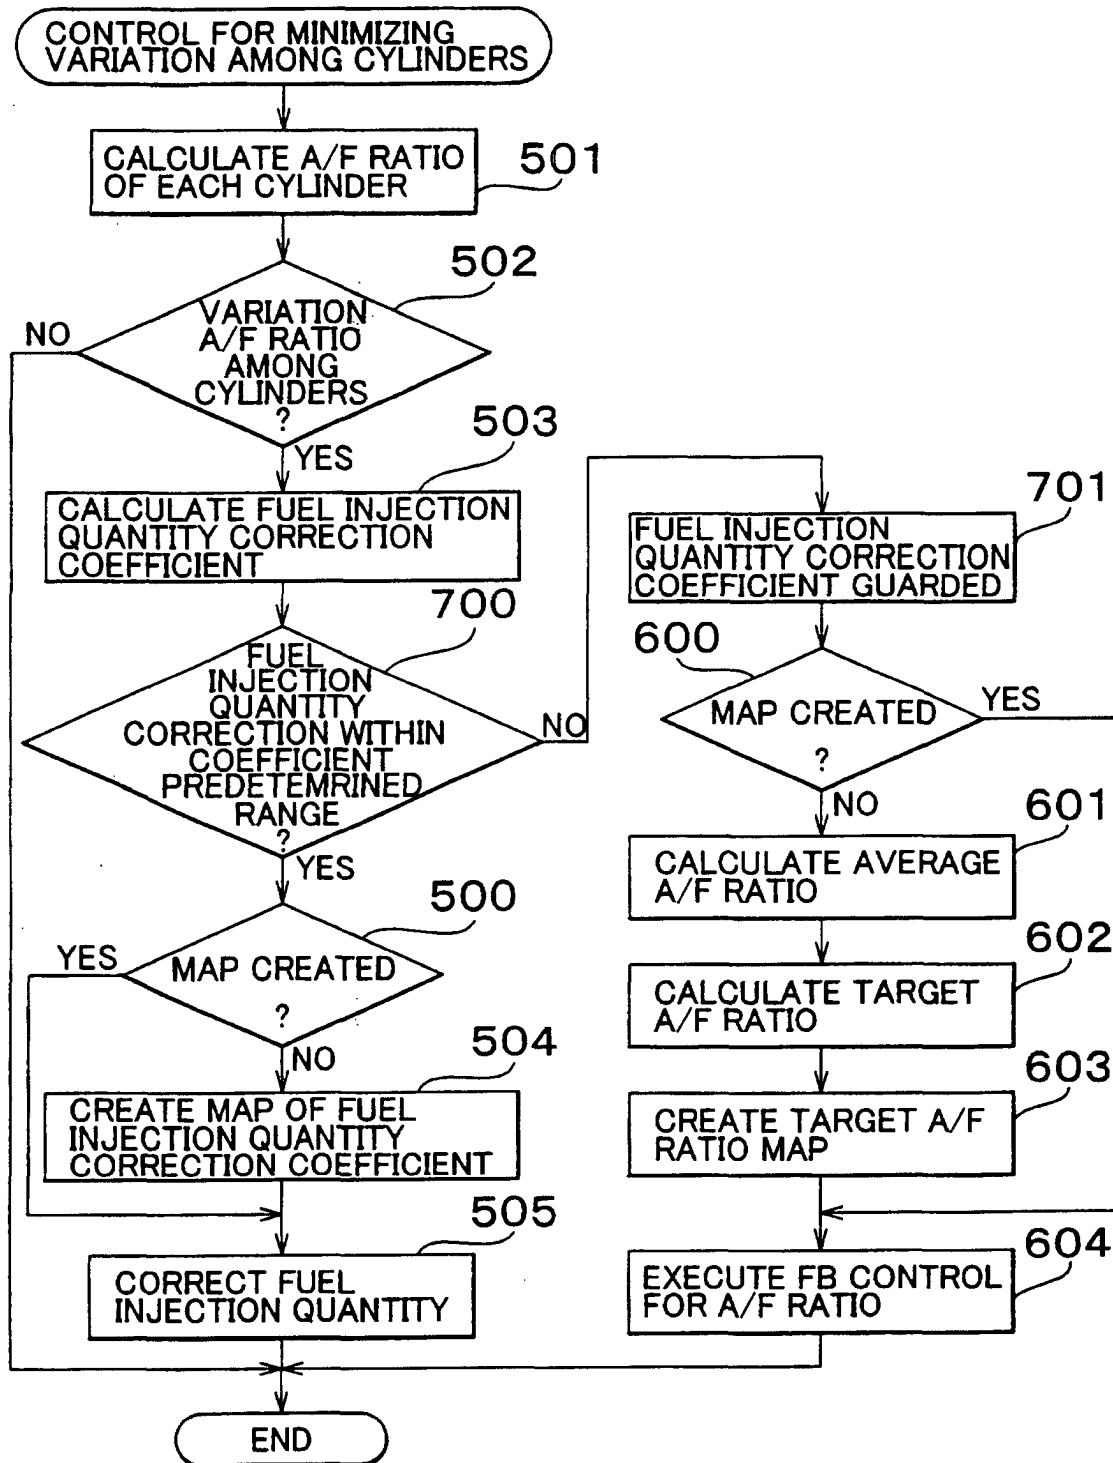 CONTROL FOR MINIMIZING
VARIATION AMONG CYLINDERS
CALCULATE A/F RATIO
OF EACH CYLINDER
501
502
VARIATION
A/F RATIO
AMONG
CYLINDERS
?
NO
YES
503
CALCULATE FUEL INJECTION
QUANTITY CORRECTION
COEFFICIENT
700
FUEL
INJECTION
QUANTITY
CORRECTION WITHIN
COEFFICIENT
PREDETEMRINED
RANGE
?
NO
YES
500
MAP CREATED
?
YES
NO
504
CREATE MAP OF FUEL
INJECTION QUANTITY
CORRECTION COEFFICIENT
505
CORRECT FUEL
INJECTION QUANTITY
701
FUEL INJECTION
QUANTITY CORRECTION
COEFFICIENT GUARDED
600
MAP CREATED
?
YES
NO
601
CALCULATE AVERAGE
A/F RATIO
602
CALCULATE TARGET
A/F RATIO
603
CREATE TARGET A/F
RATIO MAP
604
EXECUTE FB CONTROL
FOR A/F RATIO
END